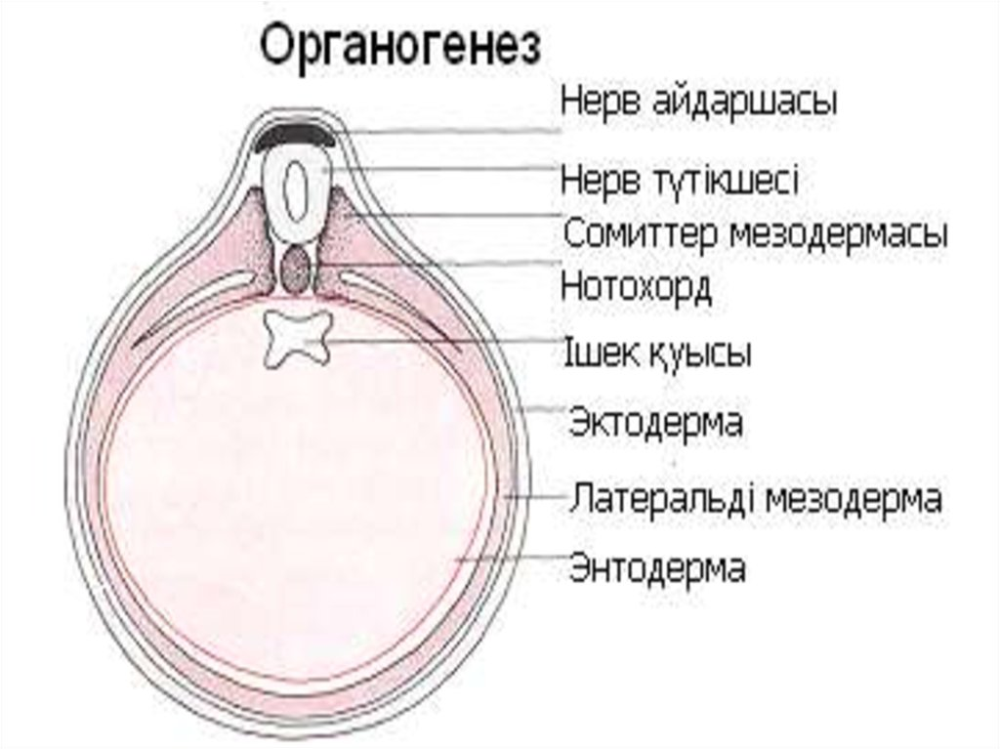 Органогенез
Нерв айдаршасы
Нерв түтікшесі
Сомиттер мезодермасы
Нотохорд
Ішек қуысы
Эктодерма
Латеральді мезодерма
Энтодерма